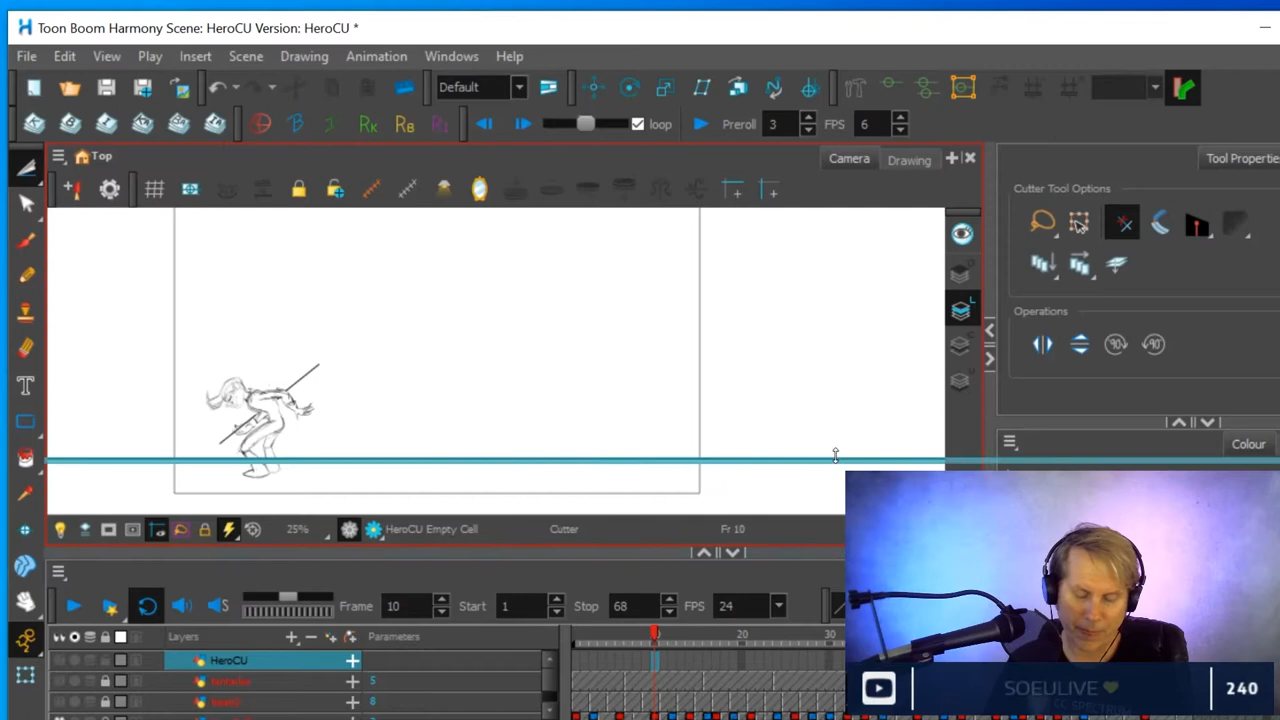 Toon Boom Harmony Scene: HeroCU Version: HeroCU *
File Edit View Play Insert Scene Drawing Animation Windows Help
Default
loop Preroll 3 FPS 6
Top Camera Drawing Tool Properties
Cutter Tool Options
Operations
Colour
25% HeroCU Empty Cell Cutter Fr 10
Frame 10 Start 1 Stop 68 FPS 24
Layers Parameters 20 30
HeroCU
5
8
SOEULIVE 💚 240
CC SPECTRUM